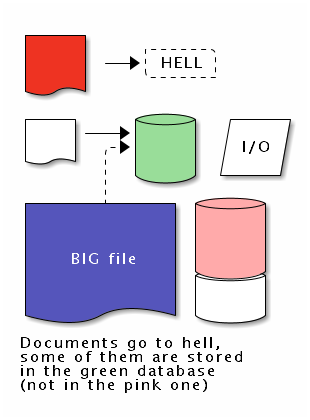 HELL
I/O
BIG file
Documents go to hell,
some of them are stored
in the green database
(not in the pink one)